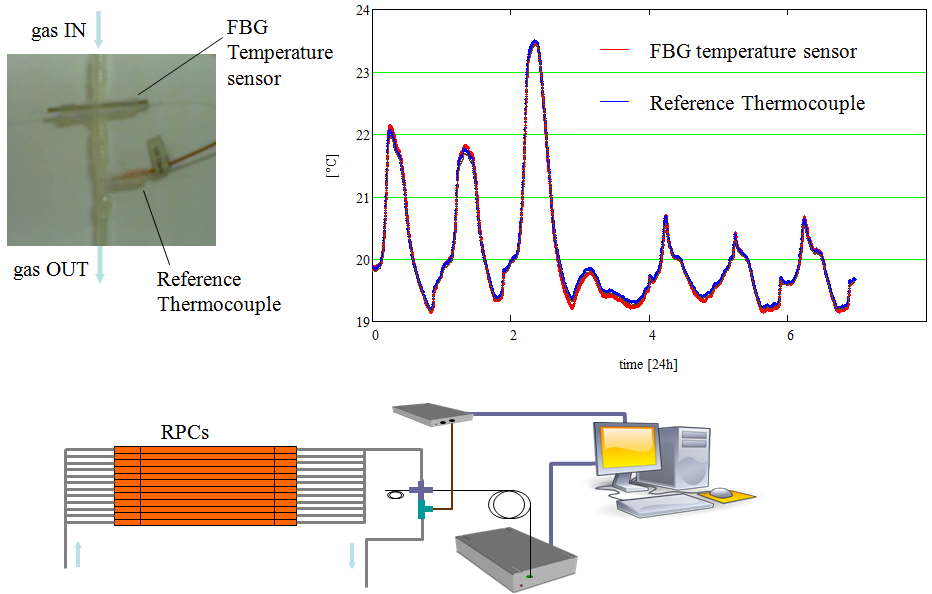 gas IN
FBG
Temperature
sensor
gas OUT
Reference
Thermocouple
24
23
22
21
20
19
[°C]
FBG temperature sensor
Reference Thermocouple
0
2
4
6
time [24h]
RPCs